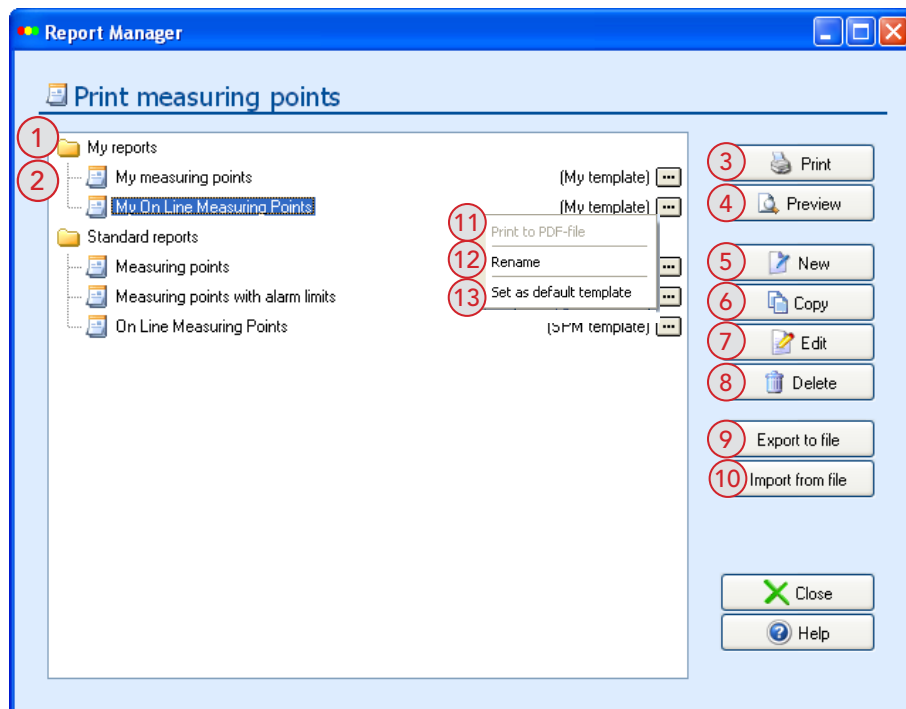 Report Manager
Print measuring points
1
My reports
2
My measuring points (My template)
My On Line Measuring Points (My template)
Standard reports
Measuring points
Measuring points with alarm limits
On Line Measuring Points (SPM template)
11 Print to PDF-file
12 Rename
13 Set as default template
3 Print
4 Preview
5 New
6 Copy
7 Edit
8 Delete
9 Export to file
10 Import from file
Close
Help